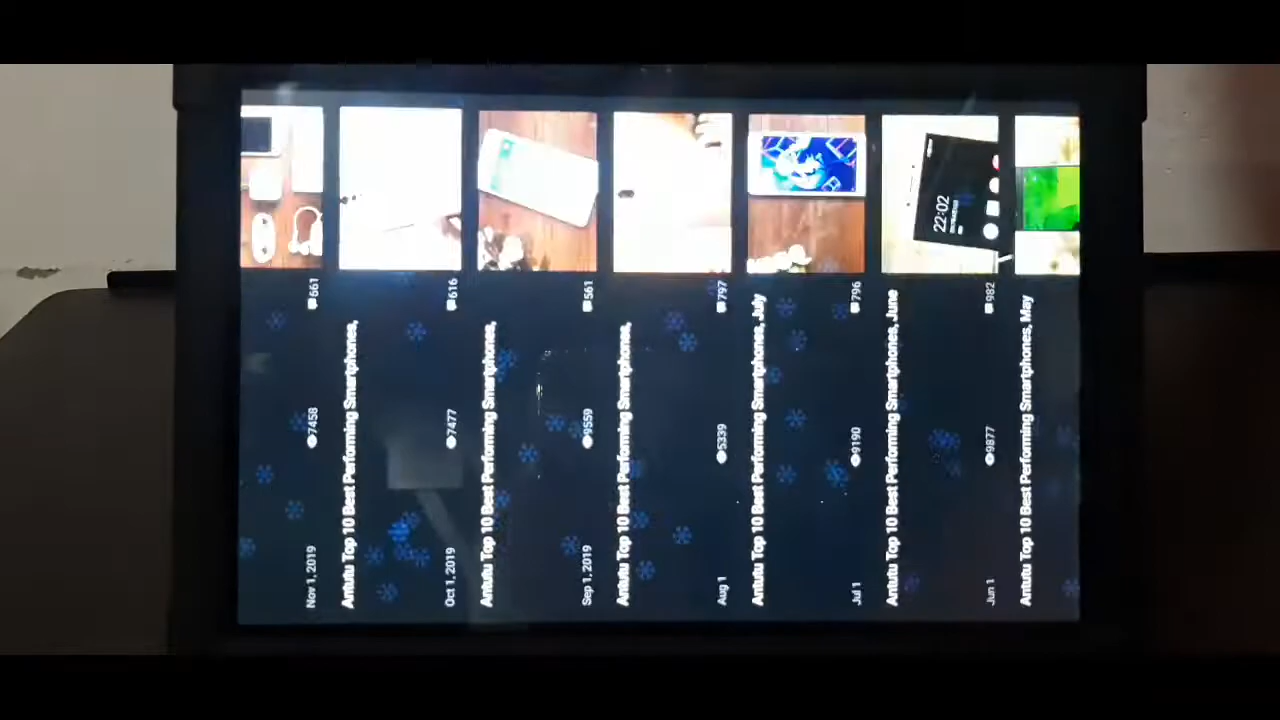 Nov 1, 2019 7458 661
Antutu Top 10 Best Performing Smartphones,
Oct 1, 2019 7477 616
Antutu Top 10 Best Performing Smartphones,
Sep 1, 2019 9559 561
Antutu Top 10 Best Performing Smartphones,
Aug 1 5339 797
Antutu Top 10 Best Performing Smartphones, July
Jul 1 9190 796
Antutu Top 10 Best Performing Smartphones, June
22:02
Jun 1 9877 982
Antutu Top 10 Best Performing Smartphones, May